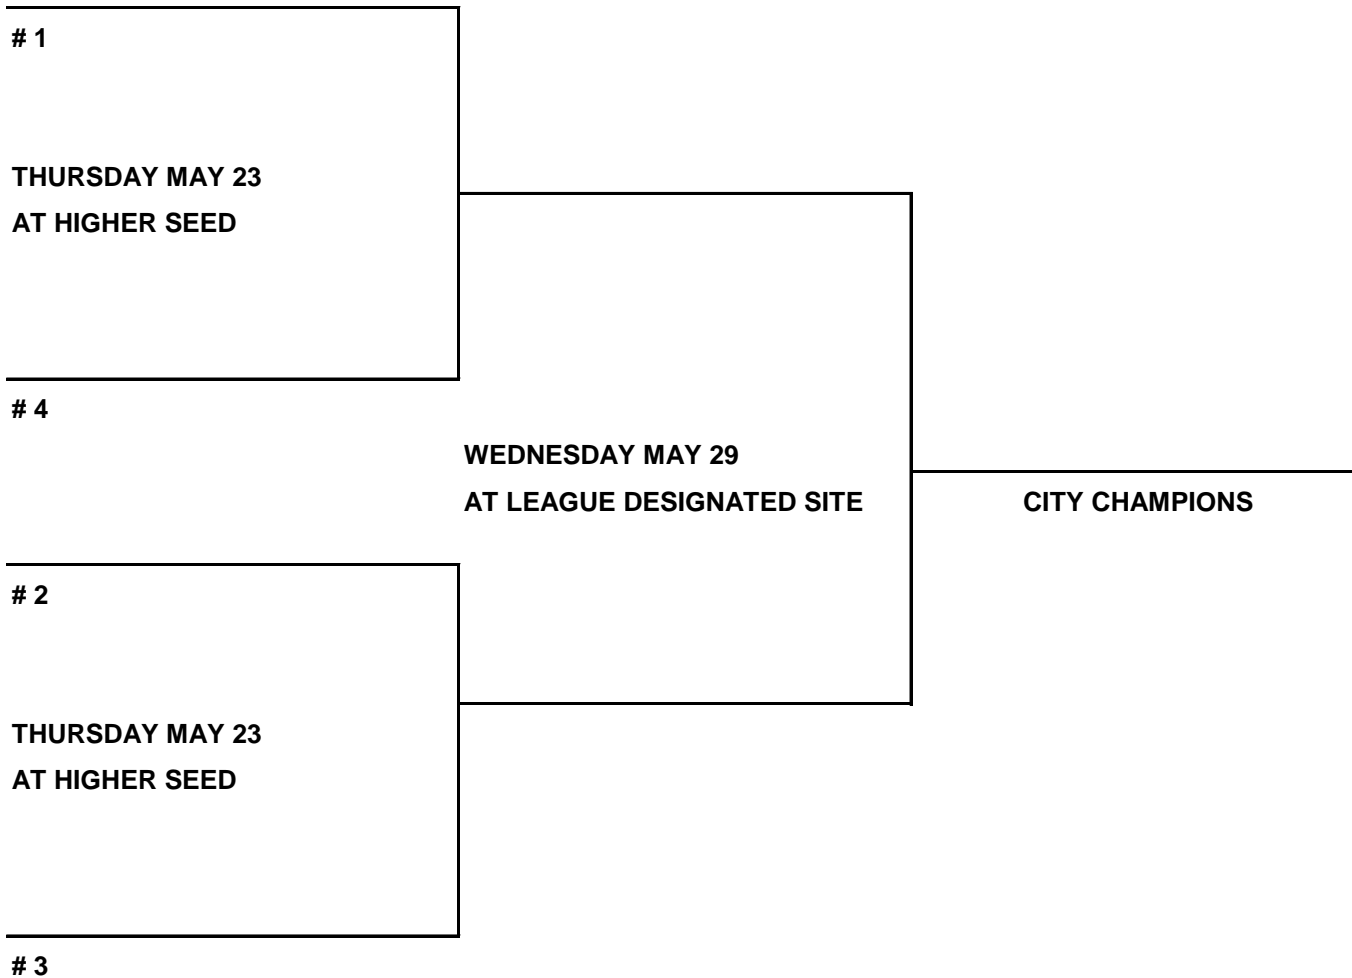 # 1
THURSDAY MAY 23
AT HIGHER SEED
# 4
WEDNESDAY MAY 29
AT LEAGUE DESIGNATED SITE
CITY CHAMPIONS
# 2
THURSDAY MAY 23
AT HIGHER SEED
# 3